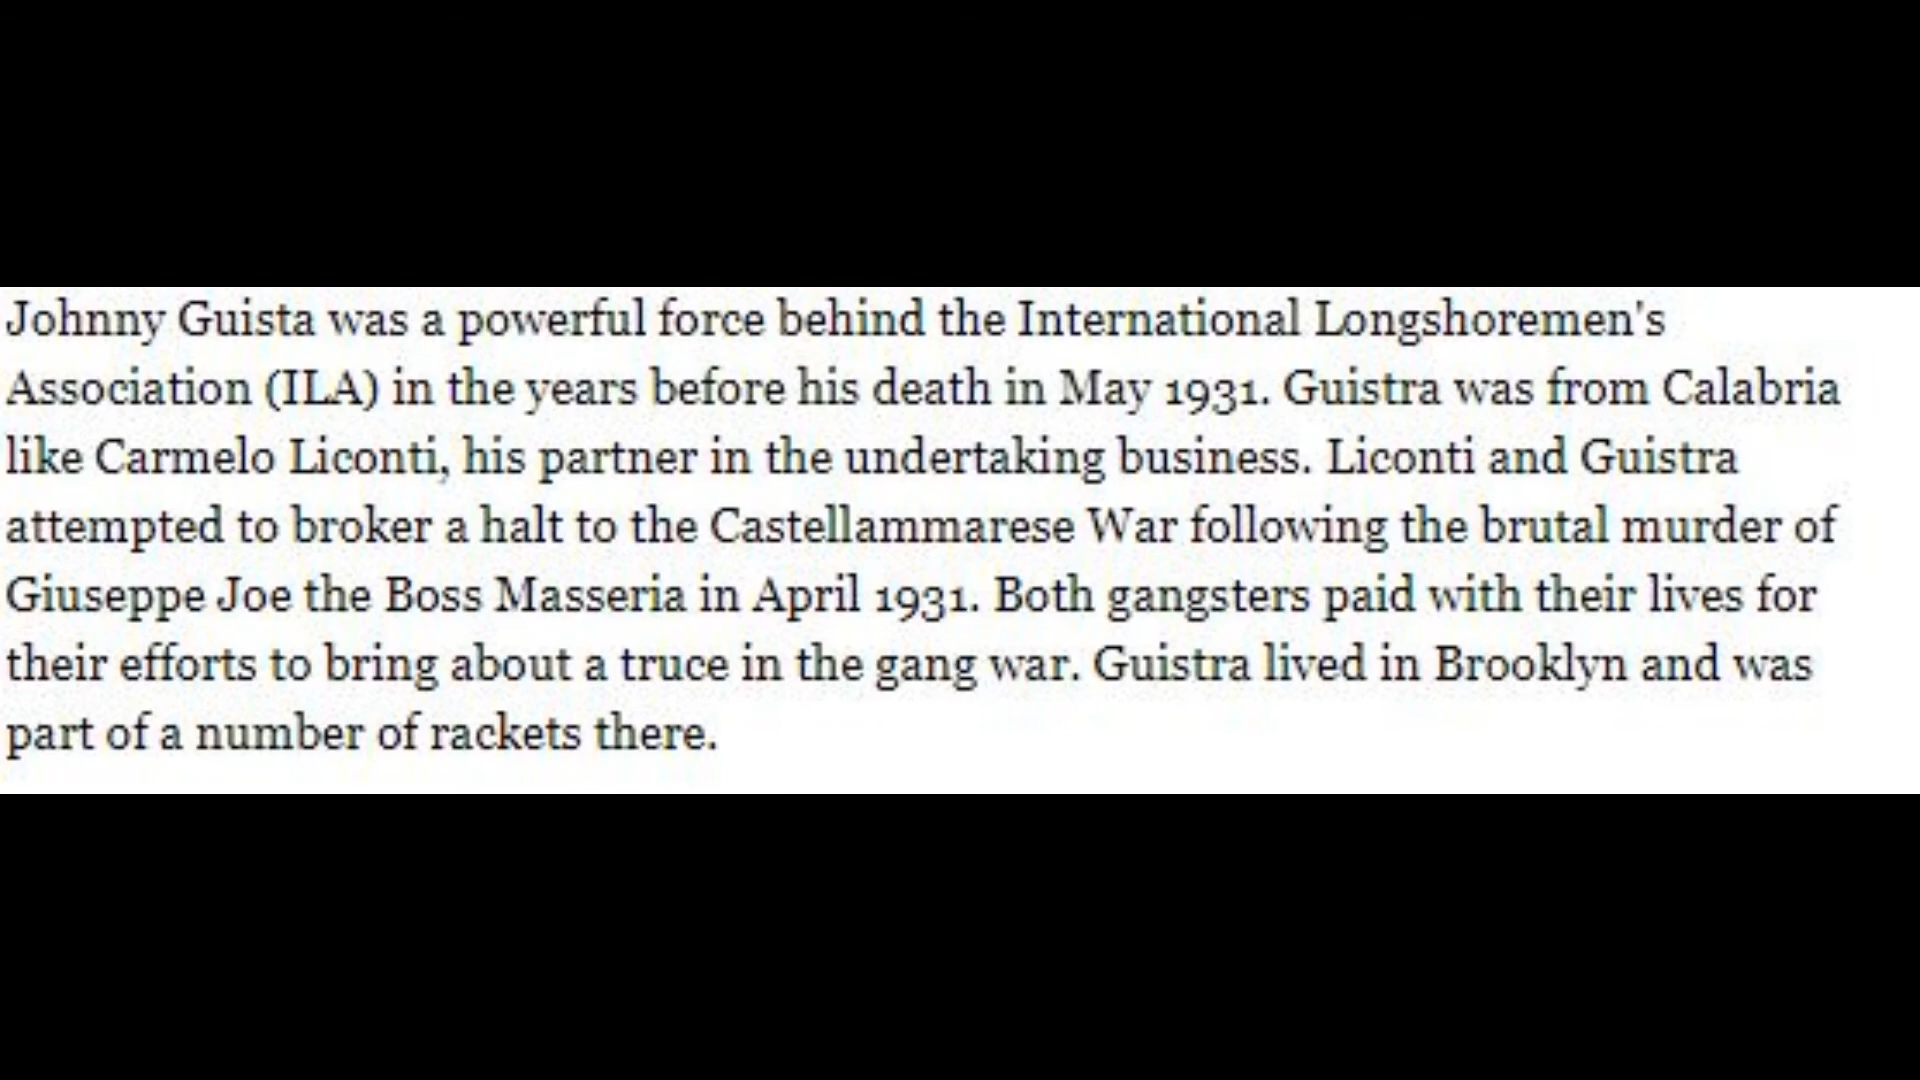 Johnny Guista was a powerful force behind the International Longshoremen's
Association (ILA) in the years before his death in May 1931. Guistra was from Calabria
like Carmelo Liconti, his partner in the undertaking business. Liconti and Guistra
attempted to broker a halt to the Castellammarese War following the brutal murder of
Giuseppe Joe the Boss Masseria in April 1931. Both gangsters paid with their lives for
their efforts to bring about a truce in the gang war. Guistra lived in Brooklyn and was
part of a number of rackets there.